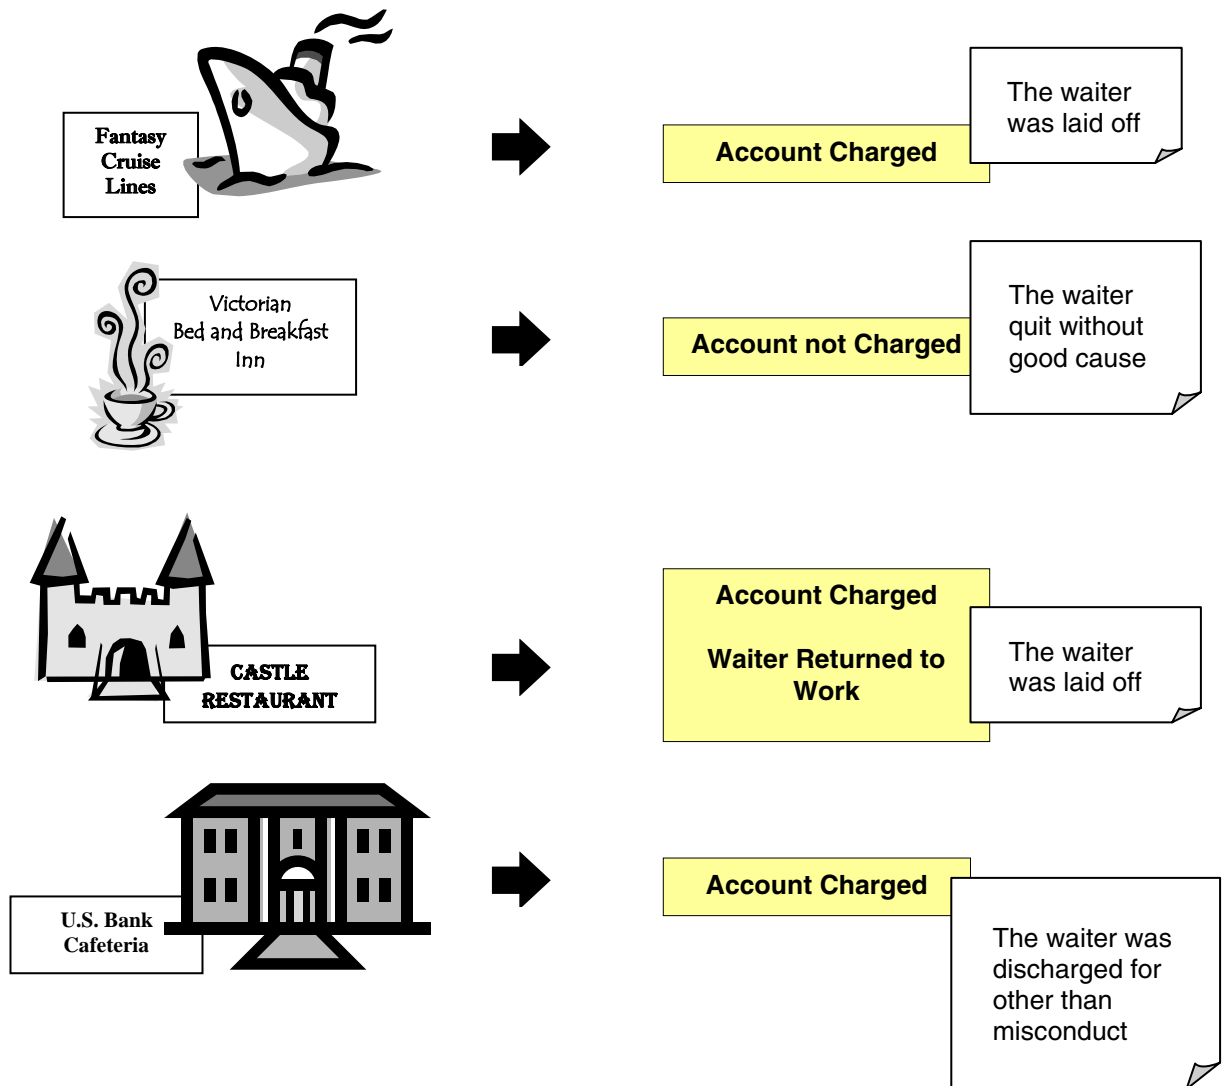 Fantasy
Cruise
Lines
Account Charged
The waiter
was laid off
Victorian
Bed and Breakfast
Inn
Account not Charged
The waiter
quit without
good cause
CASTLE
RESTAURANT
Account Charged
Waiter Returned to
Work
The waiter
was laid off
U.S. Bank
Cafeteria
Account Charged
The waiter was
discharged for
other than
misconduct